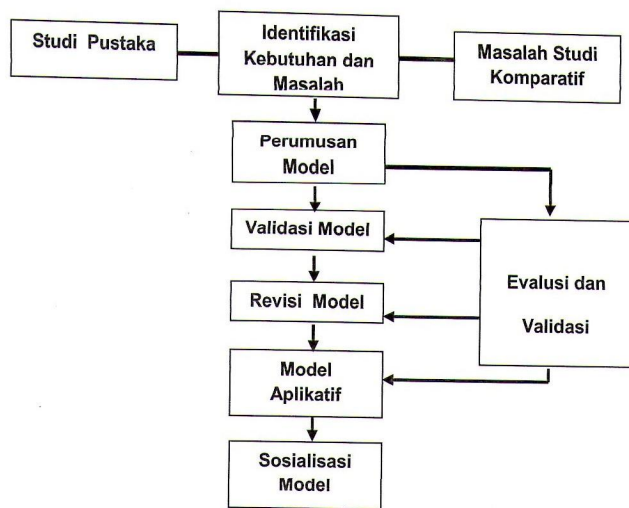 Studi Pustaka
Identifikasi
Kebutuhan dan
Masalah
Masalah Studi
Komparatif
Perumusan
Model
Validasi Model
Revisi Model
Evalusi dan
Validasi
Model
Aplikatif
Sosialisasi
Model